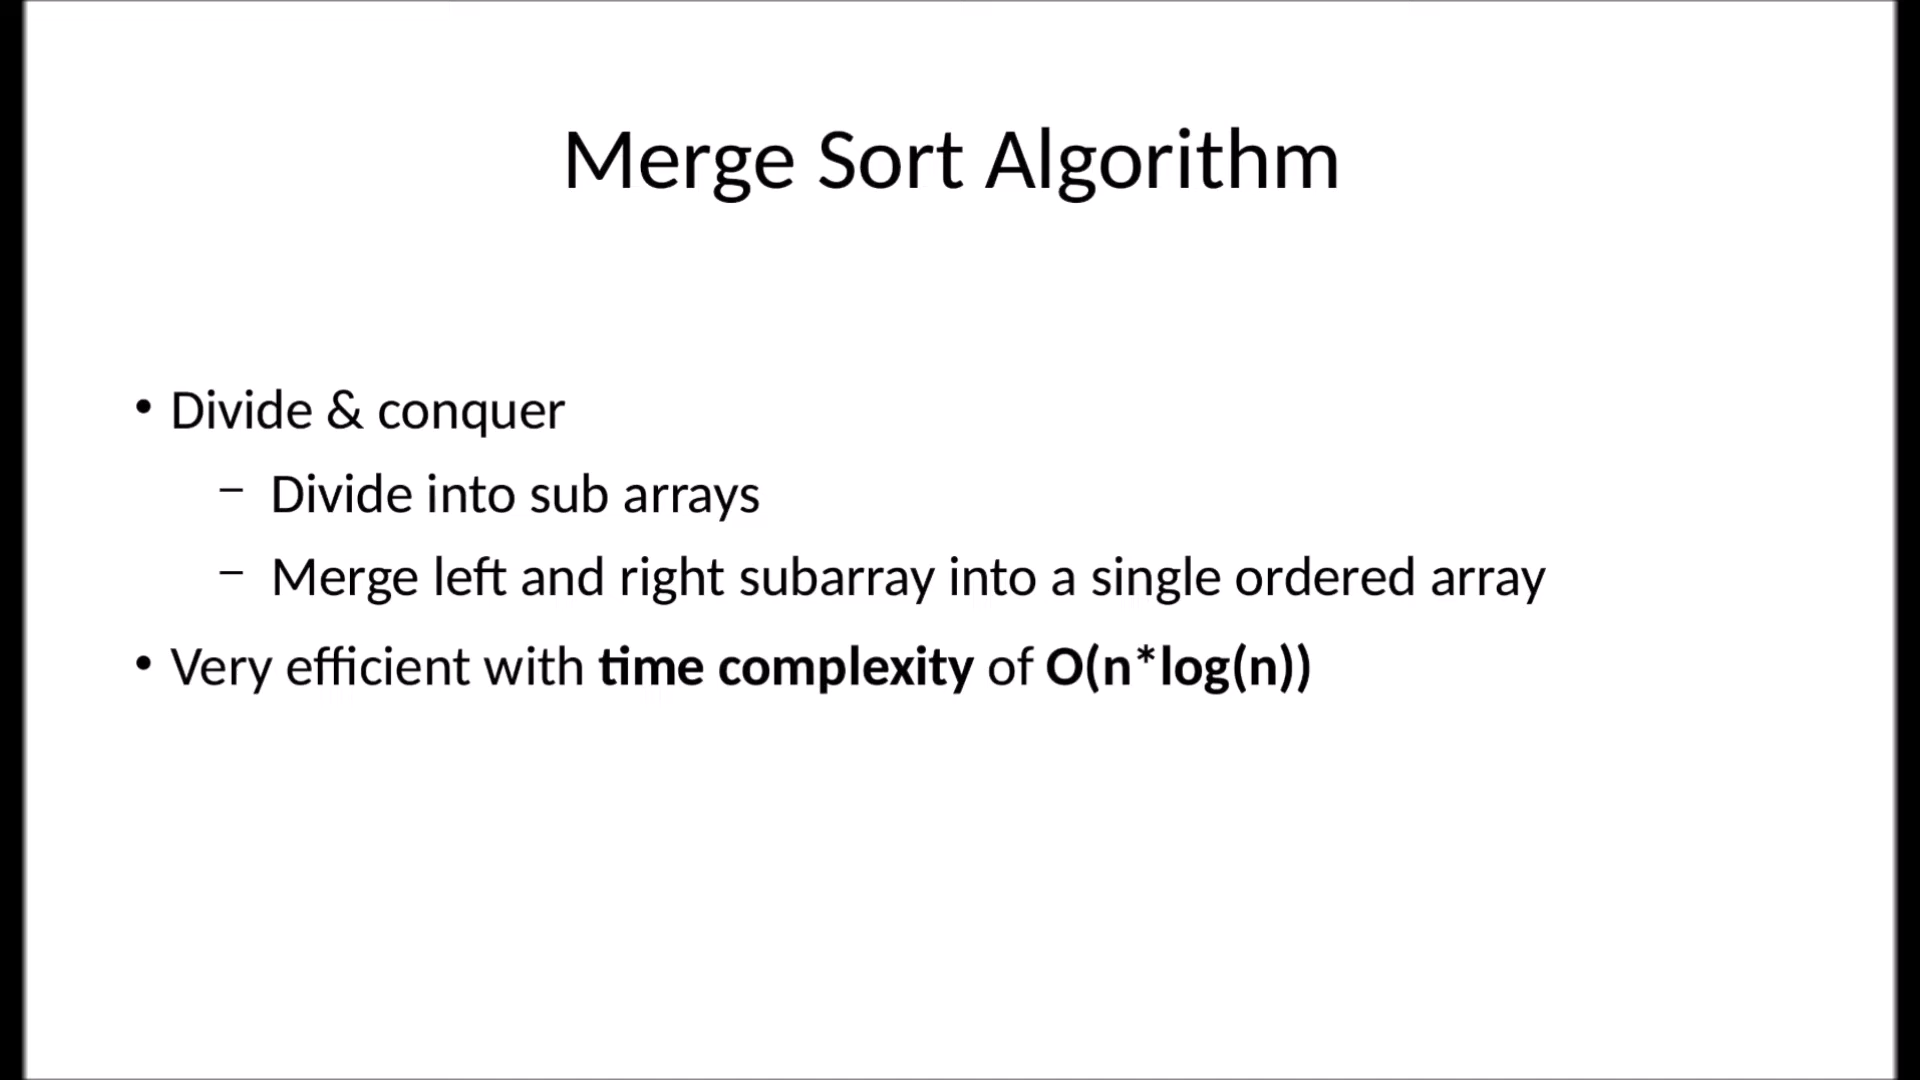 Merge Sort Algorithm
• Divide & conquer
– Divide into sub arrays
– Merge left and right subarray into a single ordered array
• Very efficient with time complexity of O(n*log(n))